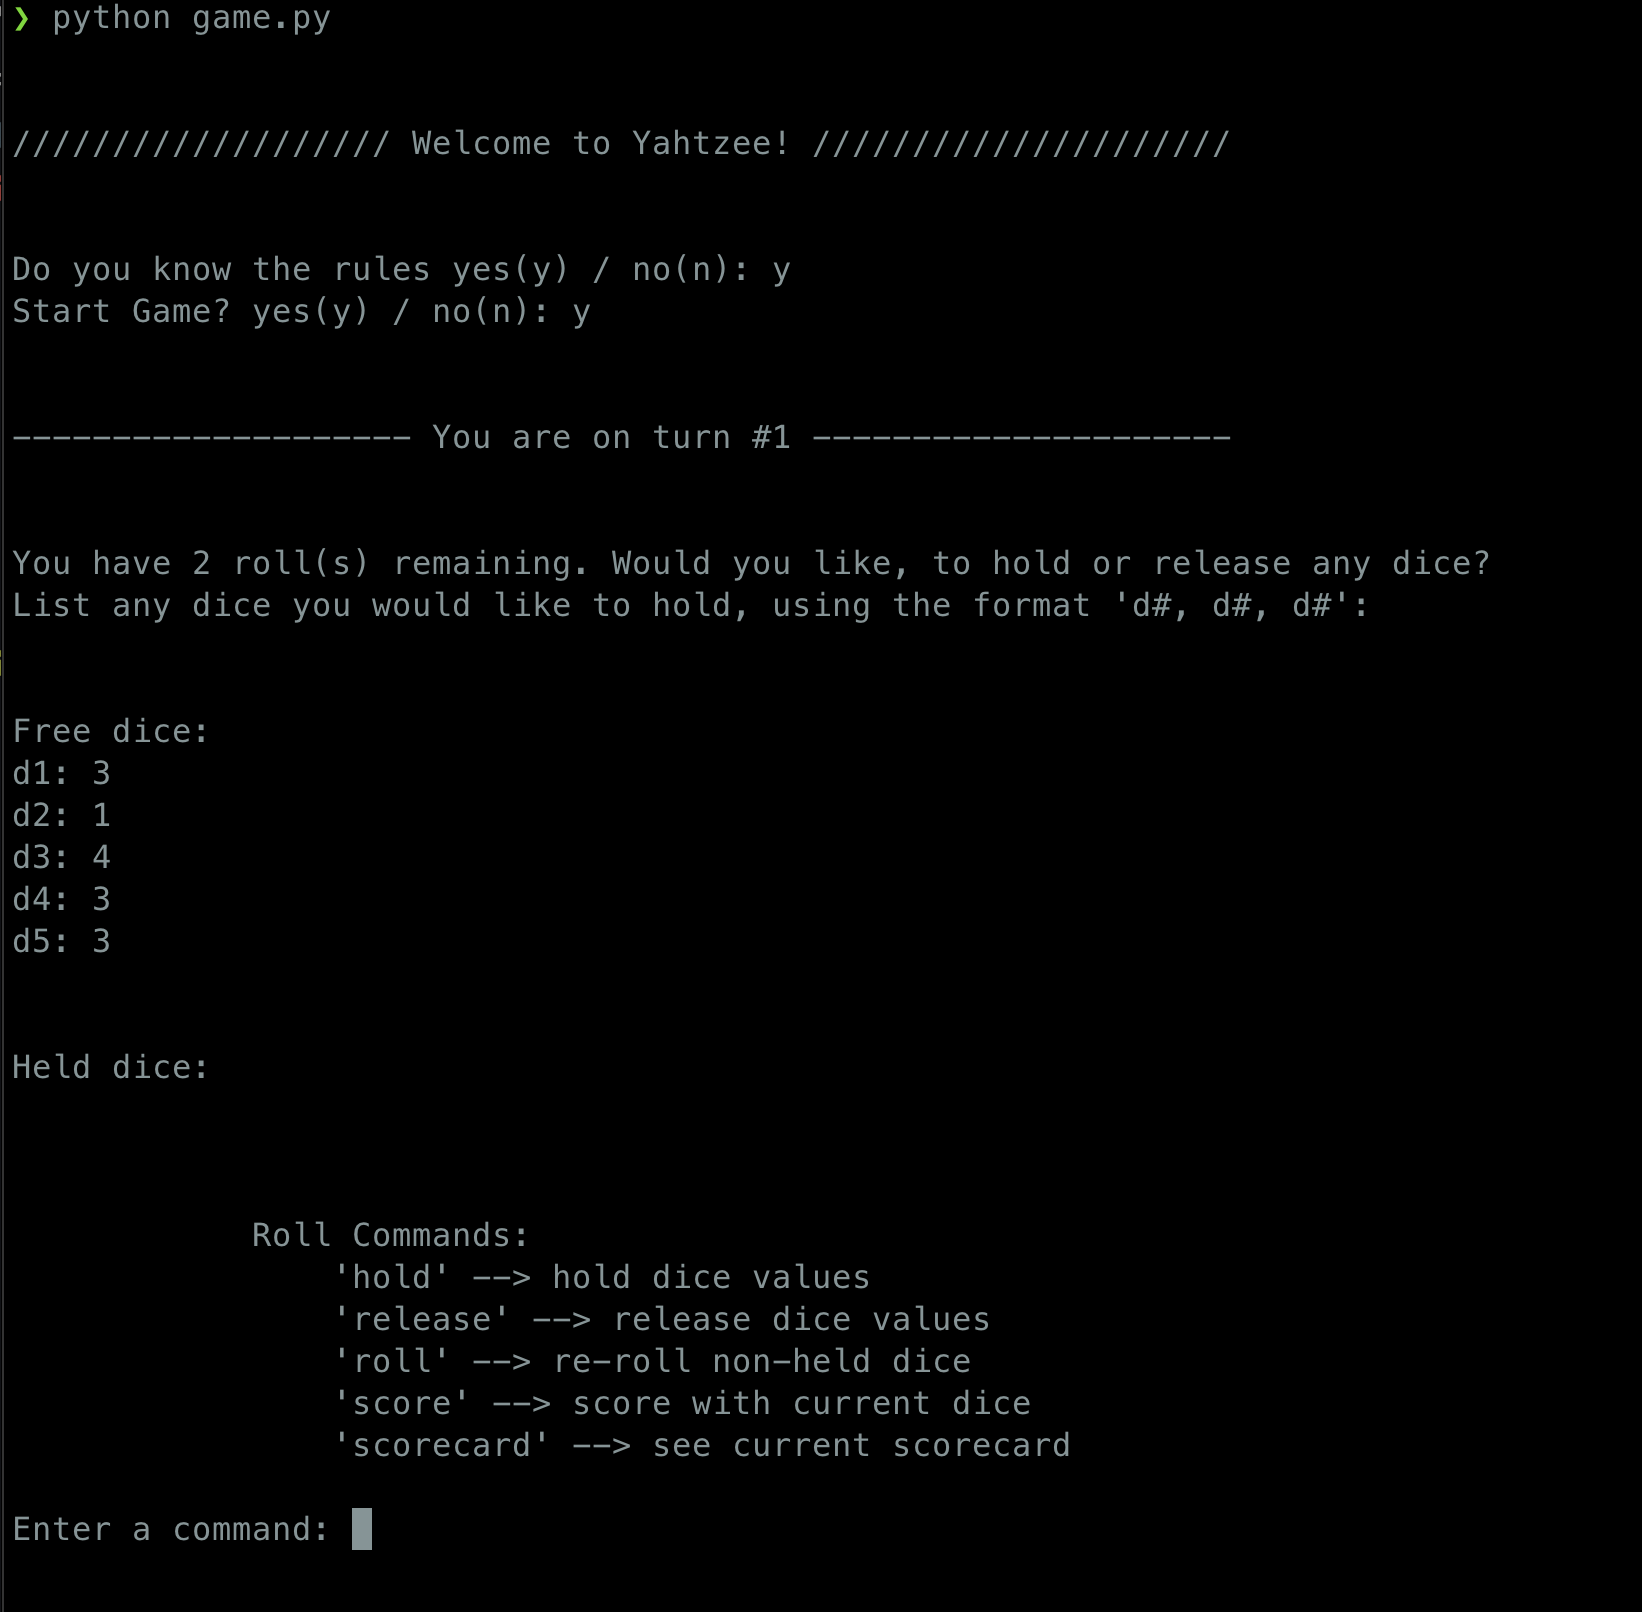 ❯ python game.py
/////////////////// Welcome to Yahtzee! /////////////////////
Do you know the rules yes(y) / no(n): y
Start Game? yes(y) / no(n): y
-------------------- You are on turn #1 ---------------------
You have 2 roll(s) remaining. Would you like, to hold or release any dice?
List any dice you would like to hold, using the format 'd#, d#, d#':
Free dice:
d1: 3
d2: 1
d3: 4
d4: 3
d5: 3
Held dice:
Roll Commands:
'hold' --> hold dice values
'release' --> release dice values
'roll' --> re-roll non-held dice
'score' --> score with current dice
'scorecard' --> see current scorecard
Enter a command: